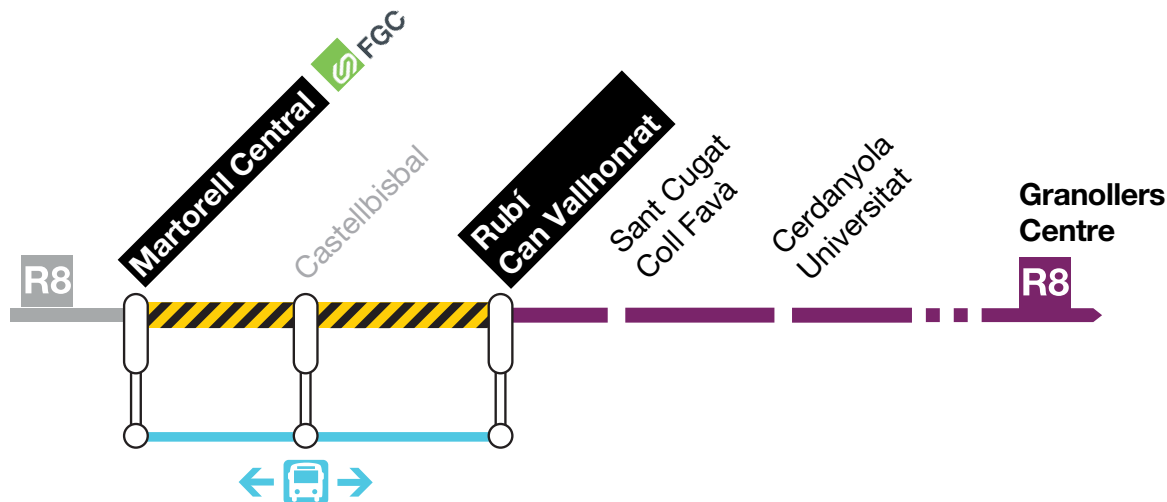 Martorell Central
FGC
Castellbisbal
Rubí
Can Vallhonrat
Sant Cugat
Coll Favà
Cerdanyola
Universitat
Granollers
Centre
R8
R8